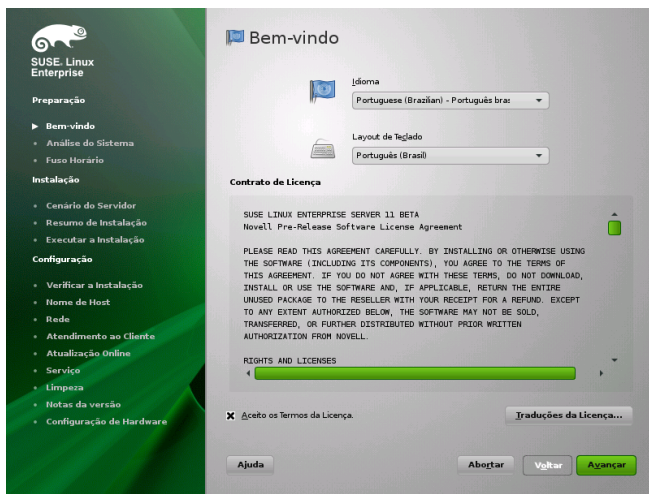 SUSE. Linux
Enterprise
Preparação
Bem-vindo
Análise do Sistema
Fuso Horário
Instalação
Cenário do Servidor
Resumo de Instalação
Executar a Instalação
Configuração
Verificar a Instalação
Nome de Host
Rede
Atendimento ao Cliente
Atualização Online
Serviço
Limpeza
Notas da versão
Configuração de Hardware
Bem-vindo
Idioma
Portuguese (Brazilian) - Português bras
Layout de Teclado
Português (Brasil)
Contrato de Licença
SUSE LINUX ENTERPRISE SERVER 11 BETA
Novell Pre-Release Software License Agreement
PLEASE READ THIS AGREEMENT CAREFULLY. BY INSTALLING OR OTHERWISE USING
THE SOFTWARE (INCLUDING ITS COMPONENTS), YOU AGREE TO THE TERMS OF
THIS AGREEMENT. IF YOU DO NOT AGREE WITH THESE TERMS, DO NOT DOWNLOAD,
INSTALL OR USE THE SOFTWARE AND, IF APPLICABLE, RETURN THE ENTIRE
UNUSED PACKAGE TO THE RESELLER WITH YOUR RECEIPT FOR A REFUND. EXCEPT
TO ANY EXTENT AUTHORIZED BELOW, THE SOFTWARE MAY NOT BE SOLD,
TRANSFERRED, OR FURTHER DISTRIBUTED WITHOUT PRIOR WRITTEN
AUTHORIZATION FROM NOVELL.
RIGHTS AND LICENSES
Aceito os Termos da Licença.
Traduções da Licença...
Ajuda
Abortar
Voltar
Avançar